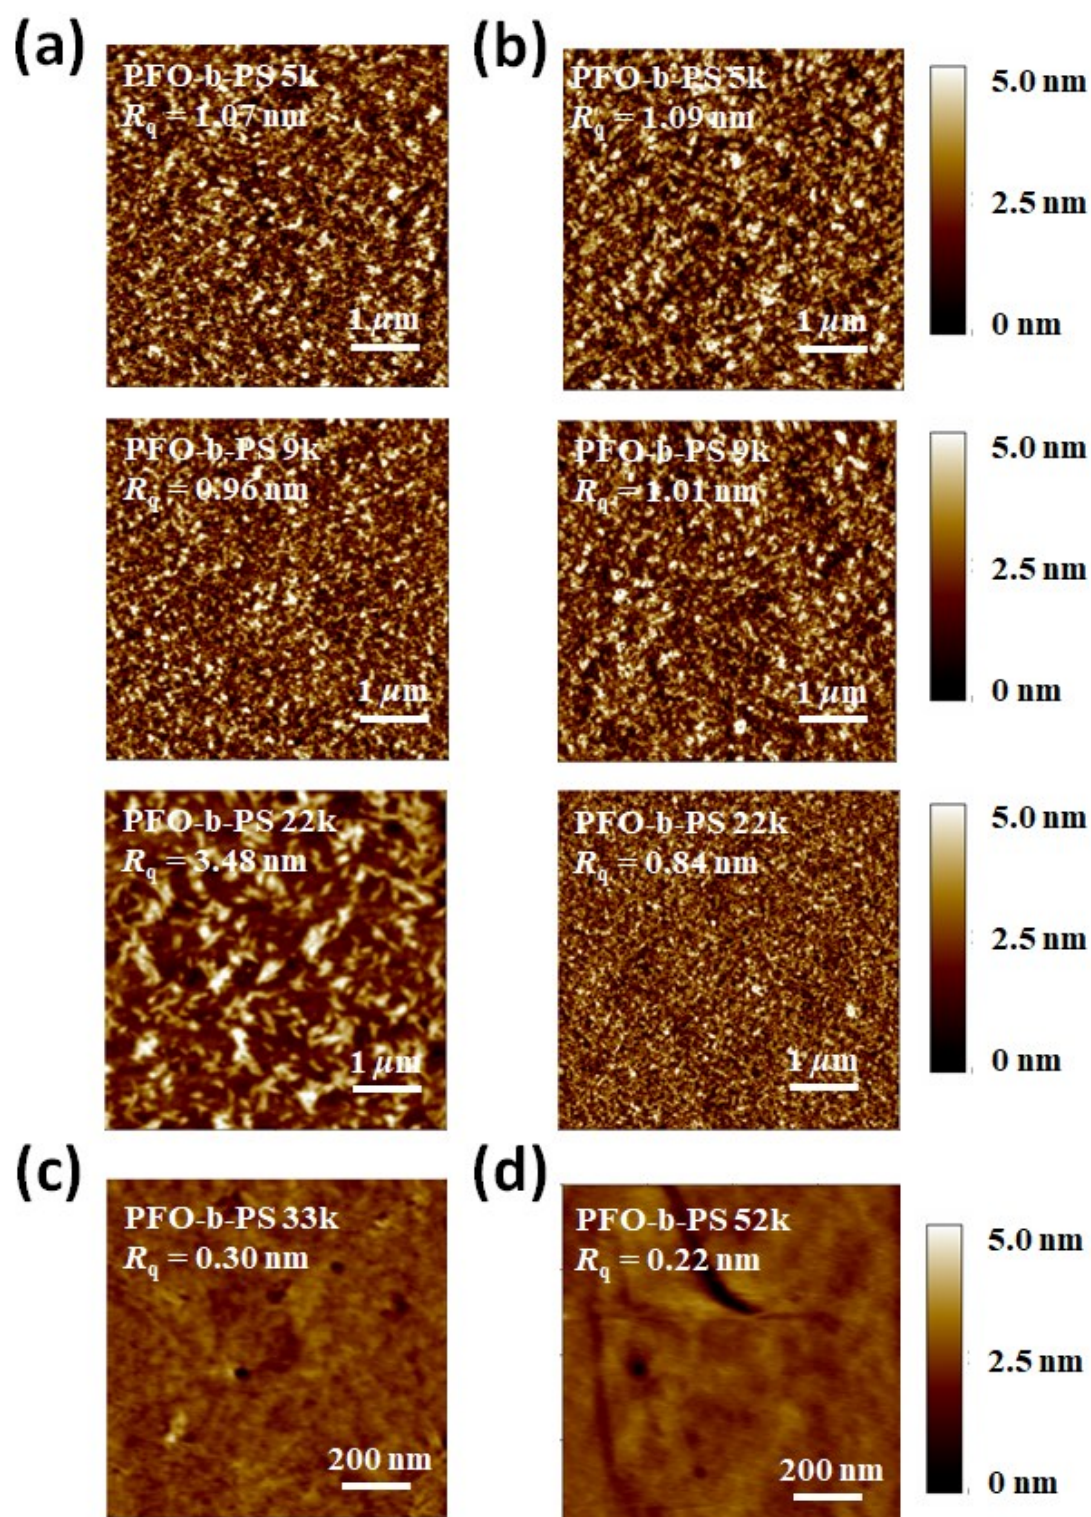 (a)
PFO-b-PS 5k
Rq = 1.07 nm
1 μm
(b)
PFO-b-PS 5k
Rq = 1.09 nm
1 μm
5.0 nm
2.5 nm
0 nm
PFO-b-PS 9k
Rq = 0.96 nm
1 μm
PFO-b-PS 9k
Rq = 1.01 nm
1 μm
5.0 nm
2.5 nm
0 nm
PFO-b-PS 22k
Rq = 3.48 nm
1 μm
PFO-b-PS 22k
Rq = 0.84 nm
1 μm
5.0 nm
2.5 nm
0 nm
(c)
PFO-b-PS 33k
Rq = 0.30 nm
200 nm
(d)
PFO-b-PS 52k
Rq = 0.22 nm
200 nm
5.0 nm
2.5 nm
0 nm